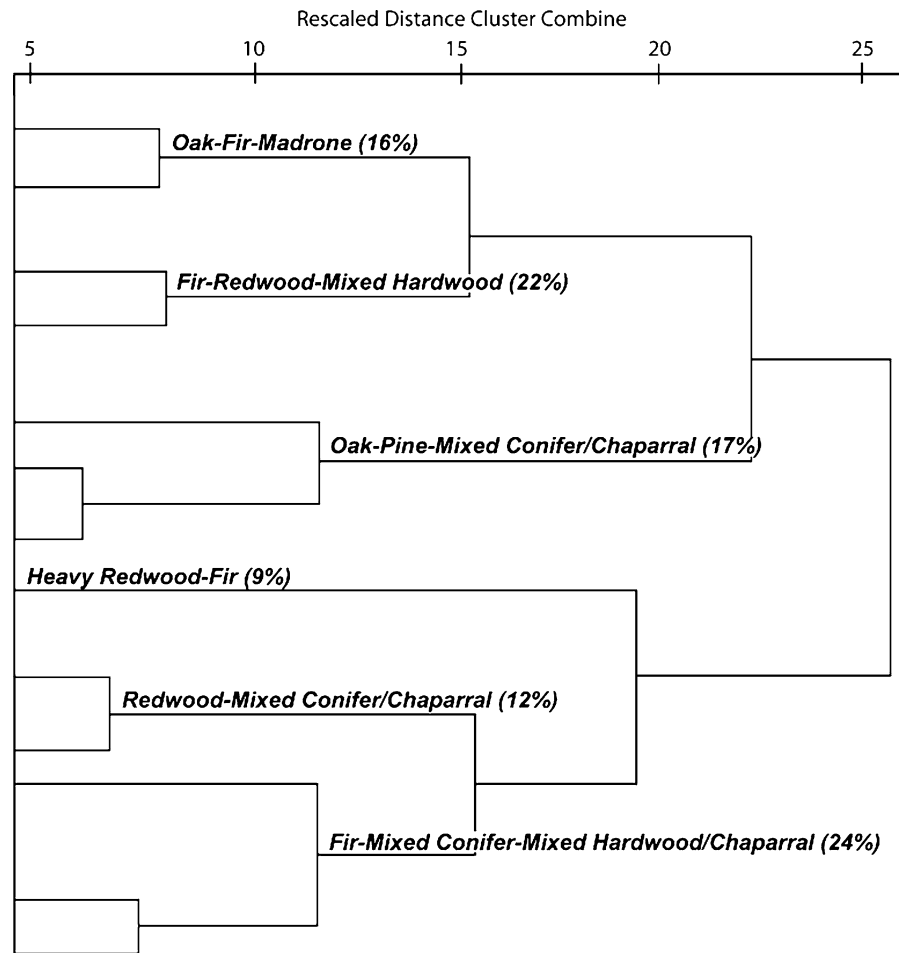 Rescaled Distance Cluster Combine
5 10 15 20 25
Oak-Fir-Madrone (16%)
Fir-Redwood-Mixed Hardwood (22%)
Oak-Pine-Mixed Conifer/Chaparral (17%)
Heavy Redwood-Fir (9%)
Redwood-Mixed Conifer/Chaparral (12%)
Fir-Mixed Conifer-Mixed Hardwood/Chaparral (24%)